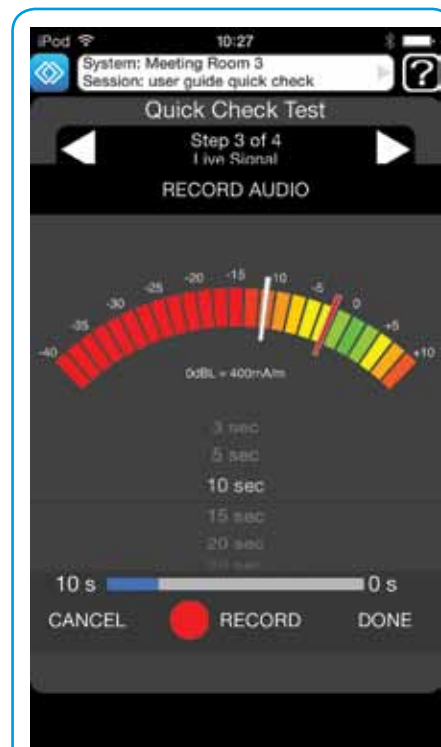 iPod 10:27
System: Meeting Room 3
Session: user guide quick check
?
Quick Check Test
Step 3 of 4
Live Signal
RECORD AUDIO
-40 -35 -30 -25 -20 -15 -10 -5 0 +5 +10
0dBL = 400mA/m
3 sec
5 sec
10 sec
15 sec
20 sec
10 s 0 s
CANCEL RECORD DONE